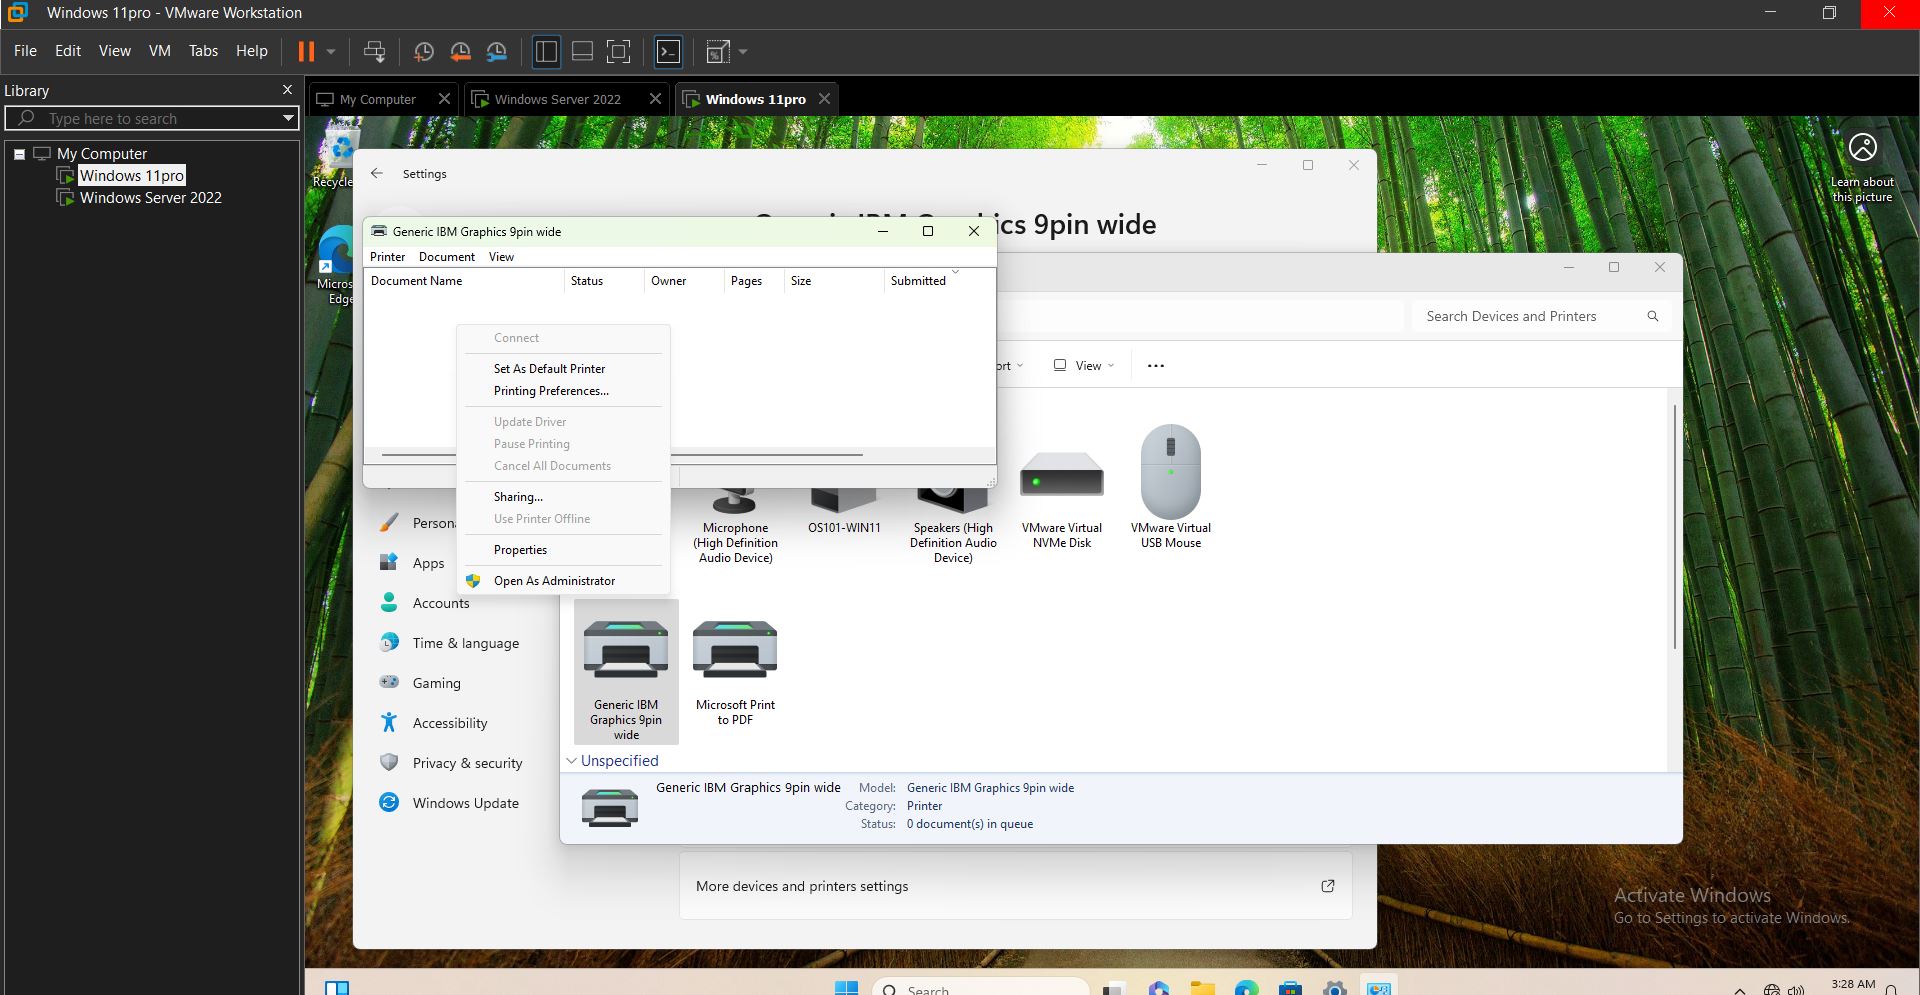 Windows 11pro - VMware Workstation
File Edit View VM Tabs Help
Library
Type here to search
My Computer
Windows 11pro
Windows Server 2022
My Computer
Windows Server 2022
Windows 11pro
Recycle
Micros
Edge
Learn about
this picture
Settings
Generic IBM Graphics 9pin wide
Generic IBM Graphics 9pin wide
Printer Document View
Document Name Status Owner Pages Size Submitted
Connect
Set As Default Printer
Printing Preferences...
Update Driver
Pause Printing
Cancel All Documents
Sharing...
Use Printer Offline
Properties
Open As Administrator
Search Devices and Printers
ort View
Microphone
(High Definition
Audio Device)
OS101-WIN11
Speakers (High
Definition Audio
Device)
VMware Virtual
NVMe Disk
VMware Virtual
USB Mouse
Persona
Apps
Accounts
Time & language
Gaming
Accessibility
Privacy & security
Windows Update
Generic IBM
Graphics 9pin
wide
Microsoft Print
to PDF
Unspecified
Generic IBM Graphics 9pin wide
Model: Generic IBM Graphics 9pin wide
Category: Printer
Status: 0 document(s) in queue
More devices and printers settings
Activate Windows
Go to Settings to activate Windows.
Search
3:28 AM